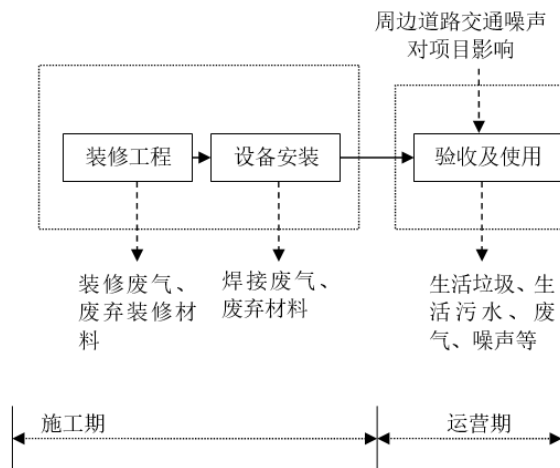 周边道路交通噪声
对项目影响
装修工程
设备安装
验收及使用
装修废气、
废弃装修材
料
焊接废气、
废弃材料
生活垃圾、生
活污水、废
气、噪声等
施工期
运营期